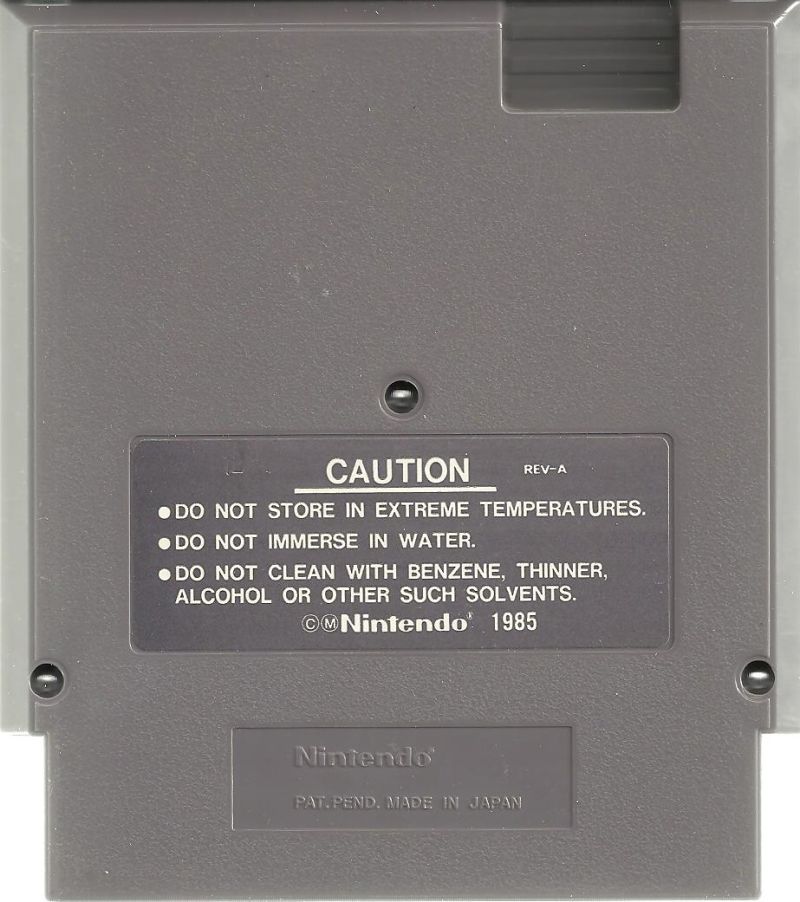 CAUTION REV-A
●DO NOT STORE IN EXTREME TEMPERATURES.
●DO NOT IMMERSE IN WATER.
●DO NOT CLEAN WITH BENZENE, THINNER,
ALCOHOL OR OTHER SUCH SOLVENTS.
©Ⓜ Nintendo® 1985
Nintendo®
PAT. PEND. MADE IN JAPAN